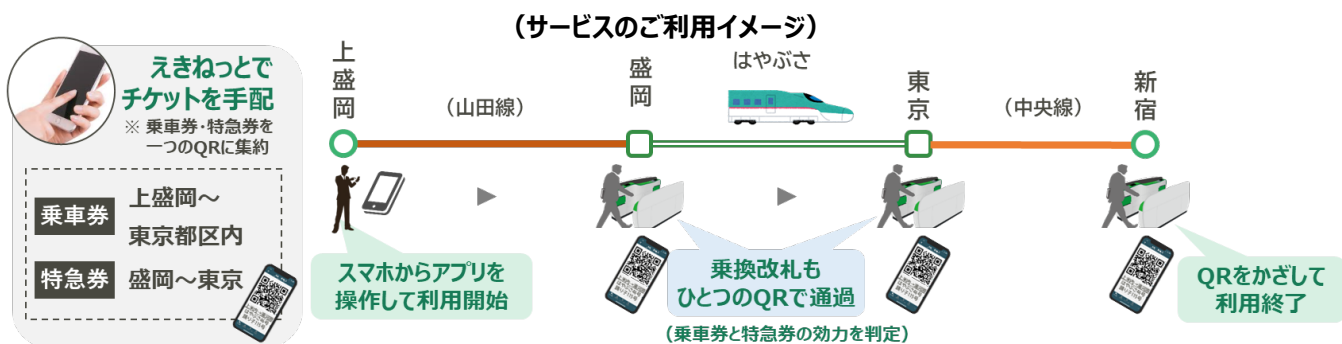 （サービスのご利用イメージ）
えきねっとで
チケットを手配
※ 乗車券・特急券を
一つのQRに集約
乗車券
上盛岡～
東京都区内
特急券
盛岡～東京
上盛岡
（山田線）
盛岡
はやぶさ
東京
（中央線）
新宿
スマホからアプリを
操作して利用開始
乗換改札も
ひとつのQRで通過
（乗車券と特急券の効力を判定）
QRをかざして
利用終了